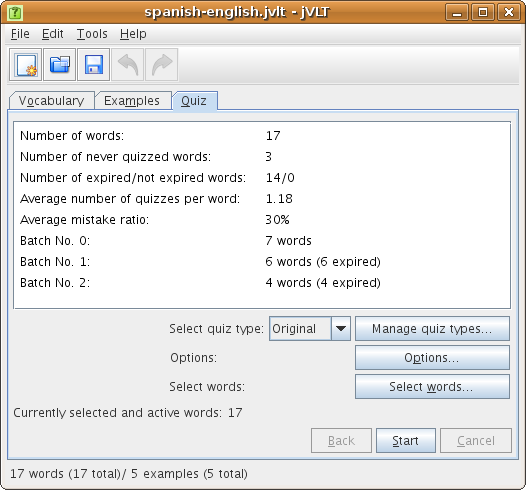 spanish-english.jvlt - jVLT
File Edit Tools Help
Vocabulary Examples Quiz
Number of words: 17
Number of never quizzed words: 3
Number of expired/not expired words: 14/0
Average number of quizzes per word: 1.18
Average mistake ratio: 30%
Batch No. 0: 7 words
Batch No. 1: 6 words (6 expired)
Batch No. 2: 4 words (4 expired)
Select quiz type: Original Manage quiz types...
Options: Options...
Select words: Select words...
Currently selected and active words: 17
Back Start Cancel
17 words (17 total)/ 5 examples (5 total)